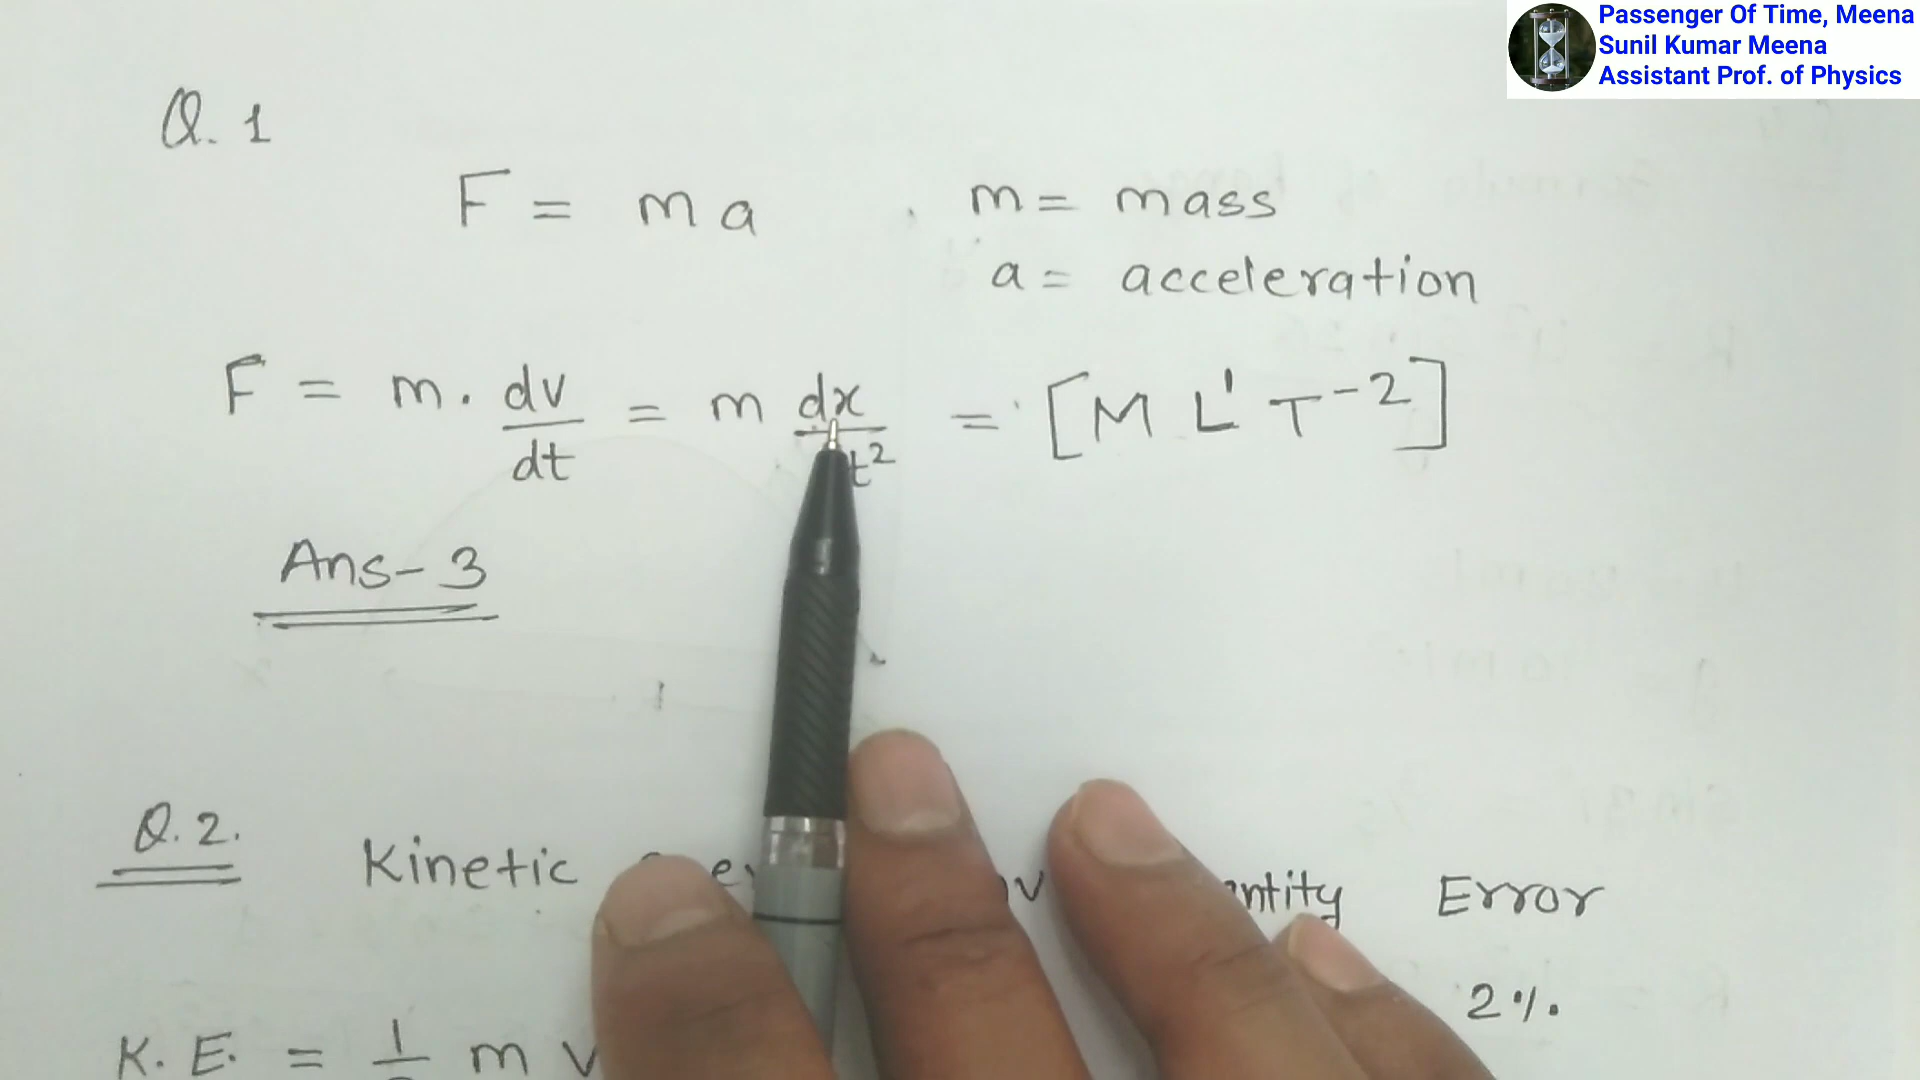 Passenger Of Time, Meena
Sunil Kumar Meena
Assistant Prof. of Physics
Q. 1
F = ma
m = mass
a = acceleration
F = m. dv/dt = m dx/t² = [M L¹ T⁻²]
Ans-3
Q. 2.
Kinetic
Error
2%
K. E. = 1 m v